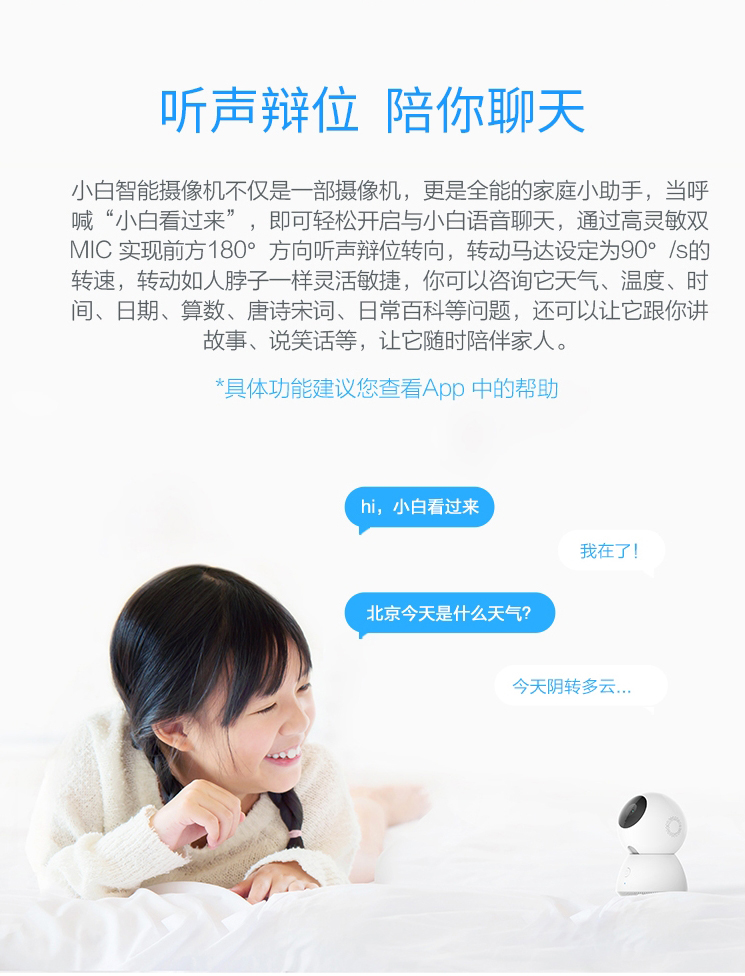 听声辩位 陪你聊天
小白智能摄像机不仅是一部摄像机，更是全能的家庭小助手，当呼
喊“小白看过来”，即可轻松开启与小白语音聊天，通过高灵敏双
MIC 实现前方180°方向听声辩位转向，转动马达设定为90°/s的
转速，转动如人脖子一样灵活敏捷，你可以咨询它天气、温度、时
间、日期、算数、唐诗宋词、日常百科等问题，还可以让它跟你讲
故事、说笑话等，让它随时陪伴家人。
*具体功能建议您查看App 中的帮助
hi，小白看过来
我在了！
北京今天是什么天气？
今天阴转多云...